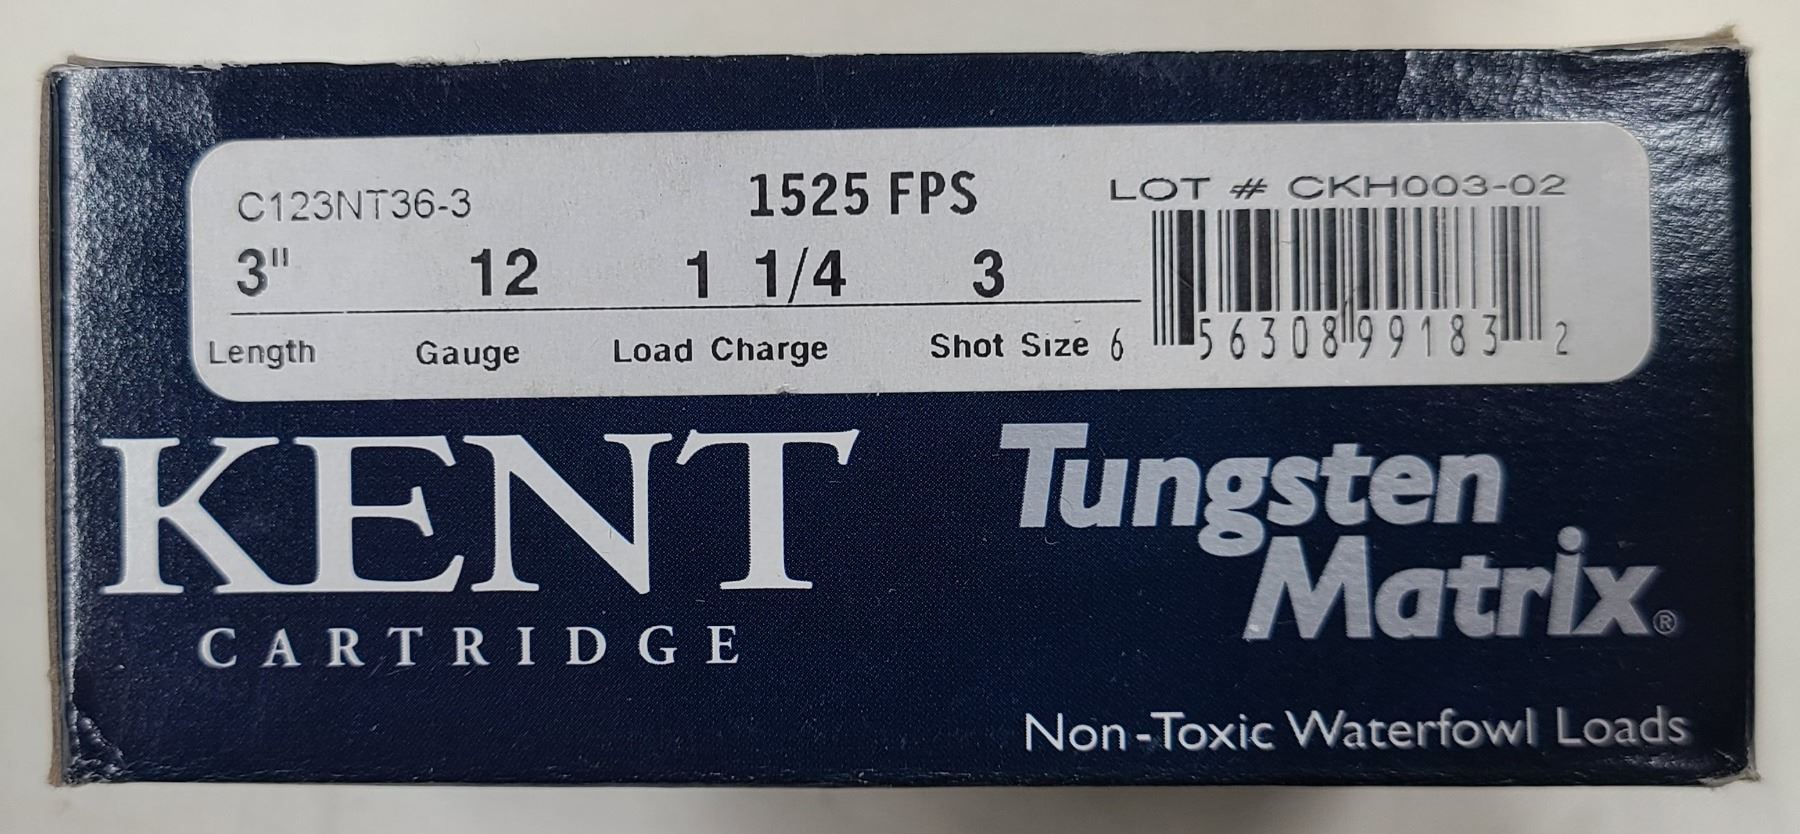 C123NT36-3 1525 FPS LOT # CKH003-02
3" 12 1 1/4 3
Length Gauge Load Charge Shot Size 6 56308 99183 2
KENT Tungsten
Matrix®
CARTRIDGE
Non-Toxic Waterfowl Loads